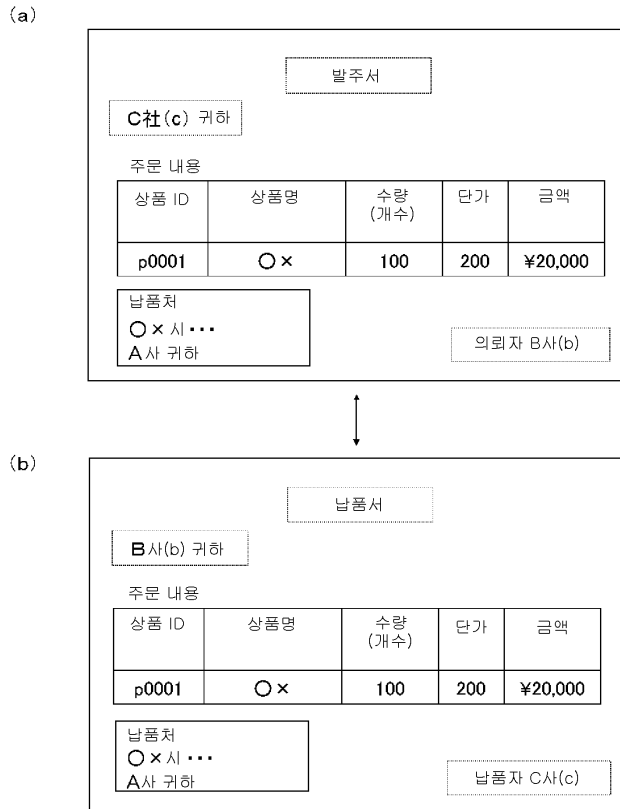 (a)
발주서
C社(c) 귀하
주문 내용
상품 ID 상품명 수량 단가 금액
(개수)
p0001 ○× 100 200 ¥20,000
납품처
○× 시 ･･･
A사 귀하
의뢰자 B사(b)
(b)
납품서
B사(b) 귀하
주문 내용
상품 ID 상품명 수량 단가 금액
(개수)
p0001 ○× 100 200 ¥20,000
납품처
○× 시 ･･･
A사 귀하
납품자 C사(c)